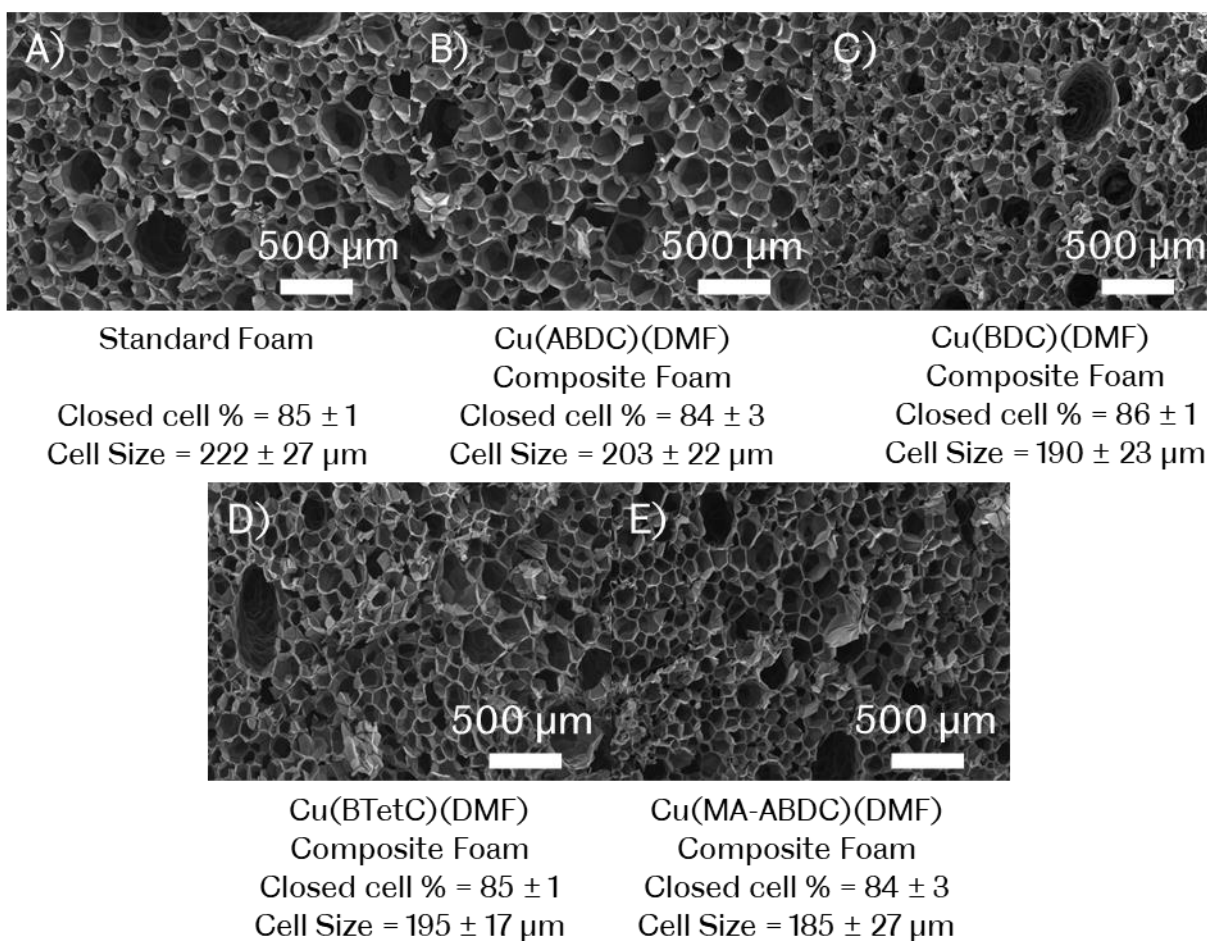 A)
500 µm
Standard Foam
Closed cell % = 85 ± 1
Cell Size = 222 ± 27 µm
B)
500 µm
Cu(ABDC)(DMF)
Composite Foam
Closed cell % = 84 ± 3
Cell Size = 203 ± 22 µm
C)
500 µm
Cu(BDC)(DMF)
Composite Foam
Closed cell % = 86 ± 1
Cell Size = 190 ± 23 µm
D)
500 µm
Cu(BTetC)(DMF)
Composite Foam
Closed cell % = 85 ± 1
Cell Size = 195 ± 17 µm
E)
500 µm
Cu(MA-ABDC)(DMF)
Composite Foam
Closed cell % = 84 ± 3
Cell Size = 185 ± 27 µm